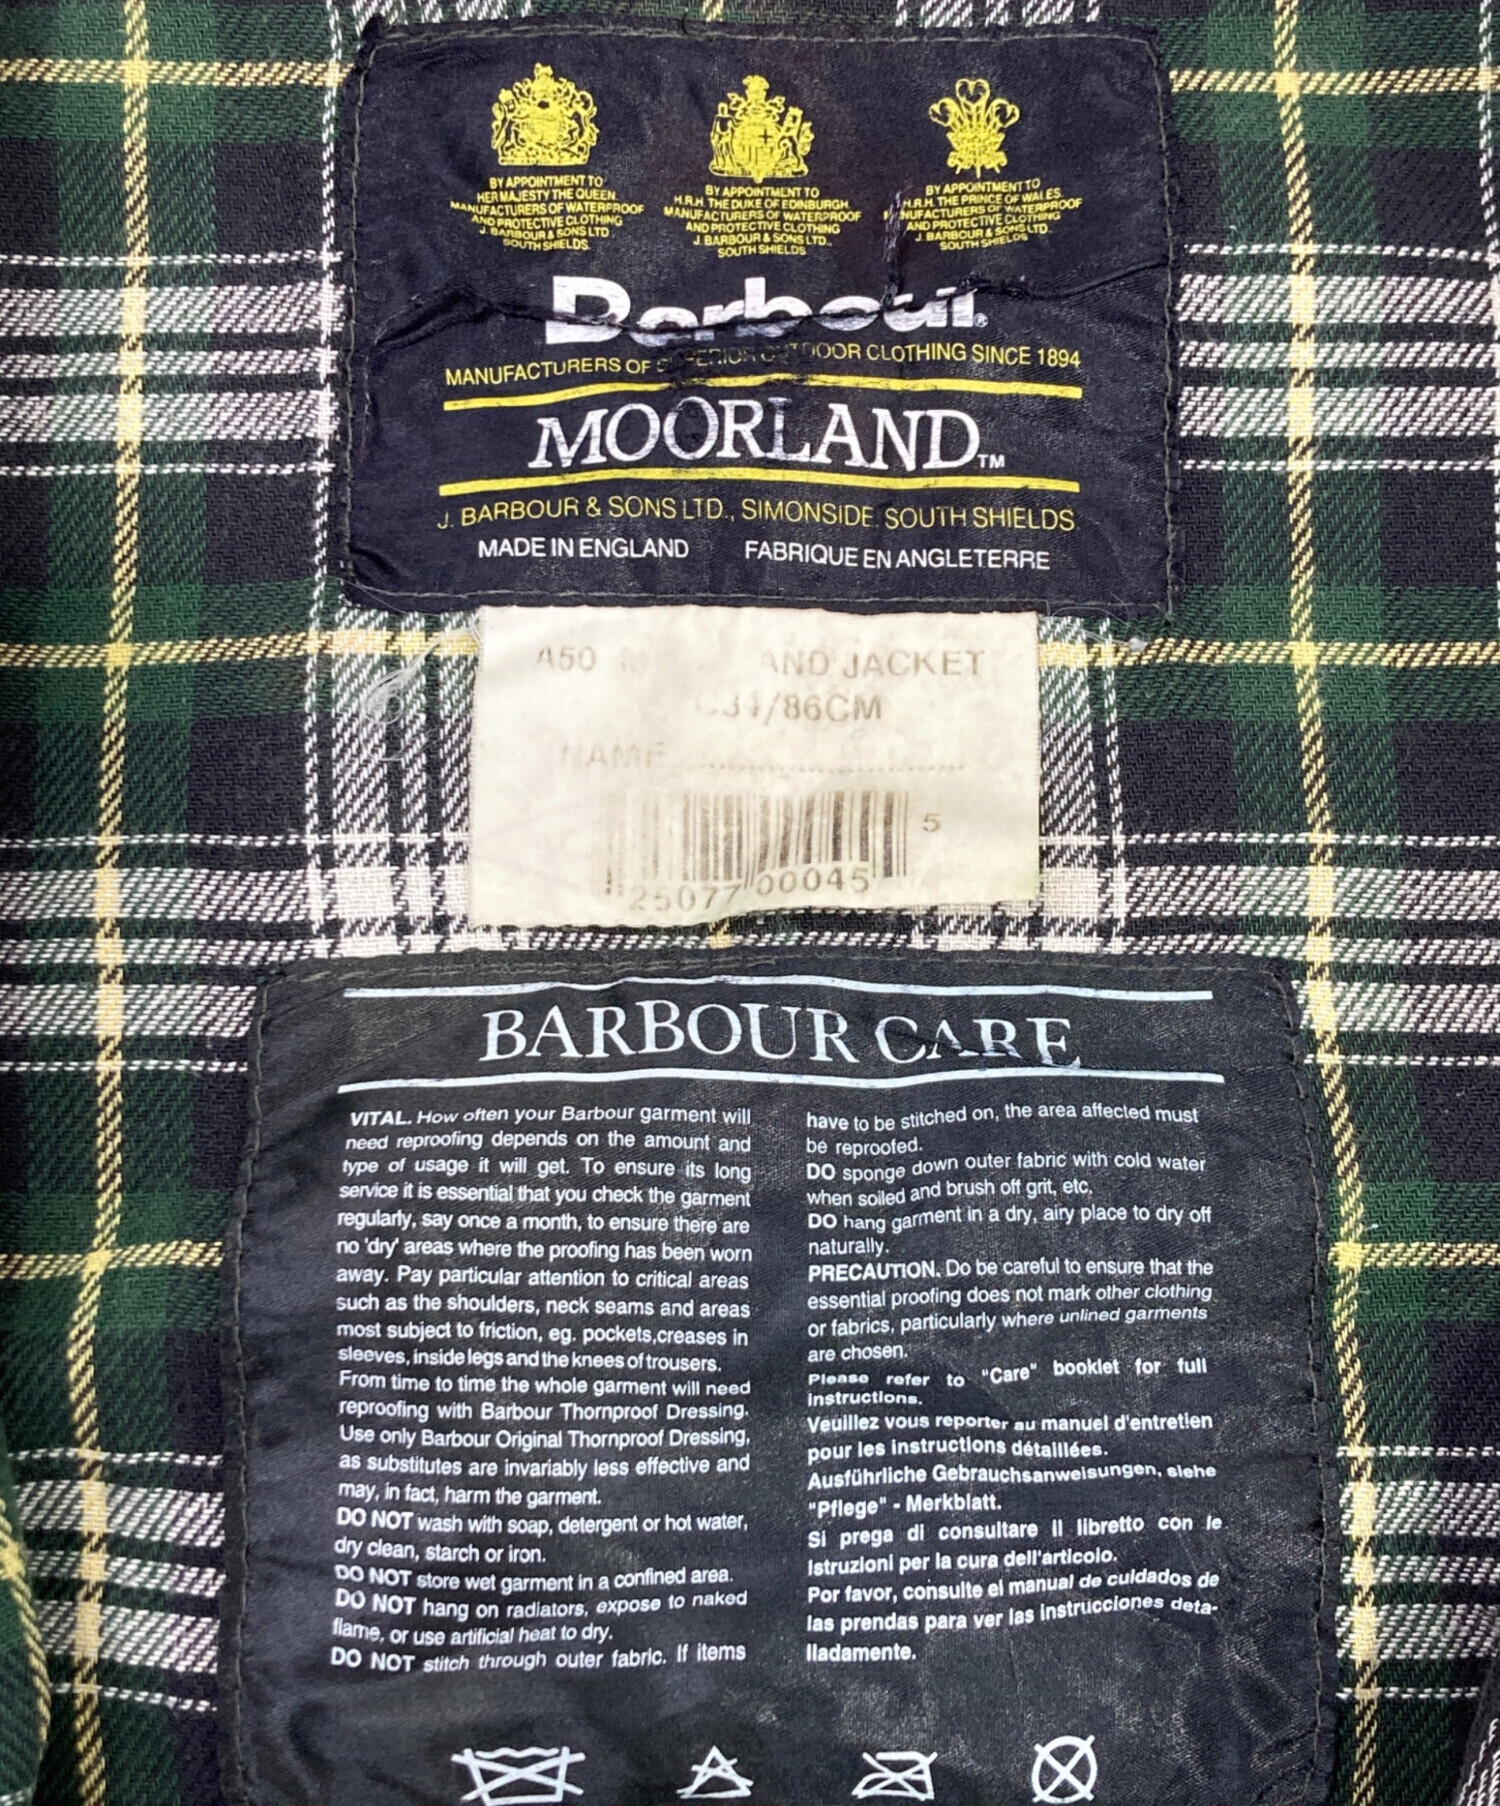 BY APPOINTMENT TO
HER MAJESTY THE QUEEN
MANUFACTURERS OF WATERPROOF
AND PROTECTIVE CLOTHING
J. BARBOUR & SONS LTD
SOUTH SHIELDS
BY APPOINTMENT TO
H.R.H. THE DUKE OF EDINBURGH
MANUFACTURERS OF WATERPROOF
AND PROTECTIVE CLOTHING
J. BARBOUR & SONS LTD.,
SOUTH SHIELDS
BY APPOINTMENT TO
H.R.H. THE PRINCE OF WALES
NUFACTURERS OF WATERPROOF
AND PROTECTIVE CLOTHING
J. BARBOUR & SONS LTD.
SOUTH SHIELDS
Barbour®
MANUFACTURERS OF SUPERIOR OUTDOOR CLOTHING SINCE 1894
MOORLAND™
J. BARBOUR & SONS LTD., SIMONSIDE, SOUTH SHIELDS
MADE IN ENGLAND FABRIQUE EN ANGLETERRE
A50 AND JACKET
C34/86CM
NAME
5
25077 00045
BARBOUR CARE
VITAL. How often your Barbour garment will
need reproofing depends on the amount and
type of usage it will get. To ensure its long
service it is essential that you check the garment
regularly, say once a month, to ensure there are
no 'dry' areas where the proofing has been worn
away. Pay particular attention to critical areas
such as the shoulders, neck seams and areas
most subject to friction, eg. pockets,creases in
sleeves, inside legs and the knees of trousers.
From time to time the whole garment will need
reproofing with Barbour Thornproof Dressing.
Use only Barbour Original Thornproof Dressing,
as substitutes are invariably less effective and
may, in fact, harm the garment.
DO NOT wash with soap, detergent or hot water,
dry clean, starch or iron.
DO NOT store wet garment in a confined area.
DO NOT hang on radiators, expose to naked
flame, or use artificial heat to dry.
DO NOT stitch through outer fabric. If items
have to be stitched on, the area affected must
be reproofed.
DO sponge down outer fabric with cold water
when soiled and brush off grit, etc.
DO hang garment in a dry, airy place to dry off
naturally.
PRECAUTION. Do be careful to ensure that the
essential proofing does not mark other clothing
or fabrics, particularly where unlined garments
are chosen.
Please refer to "Care" booklet for full
instructions.
Veuillez vous reporter au manuel d'entretien
pour les instructions détaillées.
Ausführliche Gebrauchsanweisungen, siehe
"Pflege" - Merkblatt.
Si prega di consultare il libretto con le
istruzioni per la cura dell'articolo.
Por favor, consulte el manual de cuidados de
las prendas para ver las instrucciones deta-
lladamente.